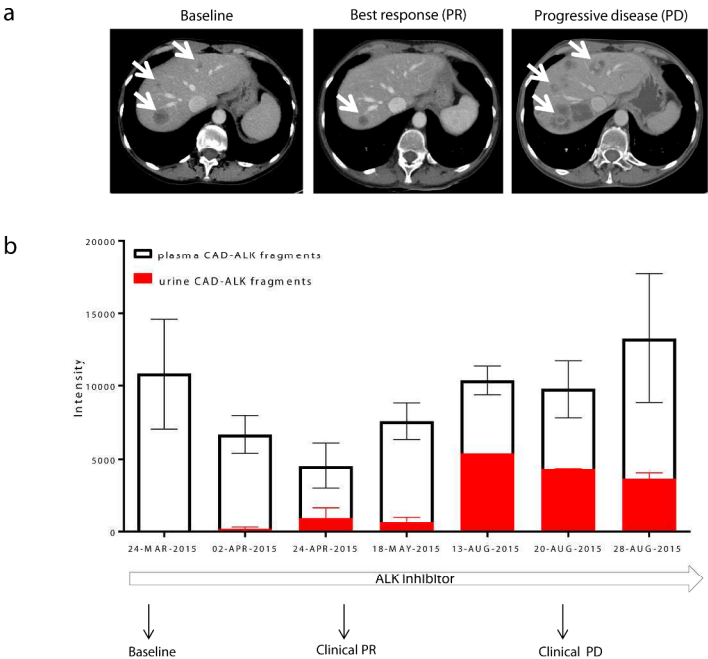 a
Baseline
Best response (PR)
Progressive disease (PD)
b
20000
15000
10000
5000
0
Intensity
plasma CAD-ALK fragments
urine CAD-ALK fragments
24-MAR-2015 02-APR-2015 24-APR-2015 18-MAY-2015 13-AUG-2015 20-AUG-2015 28-AUG-2015
ALK inhibitor
Baseline
Clinical PR
Clinical PD